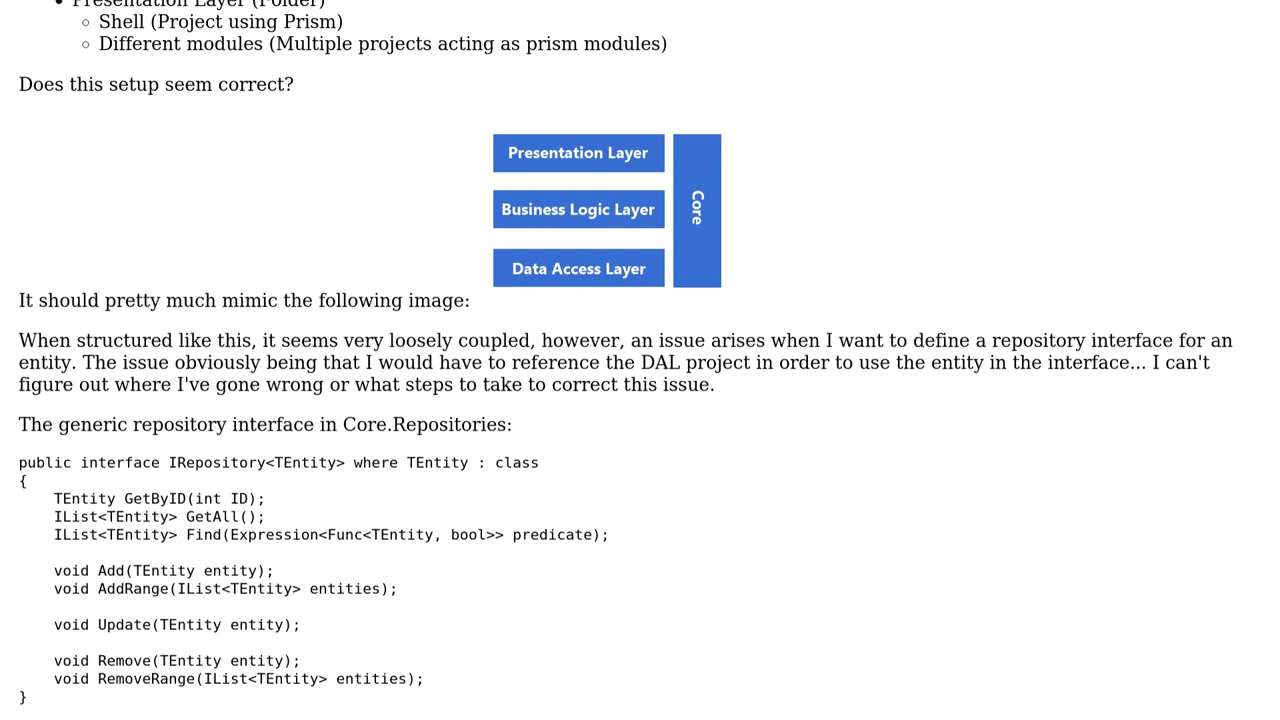 Presentation Layer (Folder)
Shell (Project using Prism)
Different modules (Multiple projects acting as prism modules)
Does this setup seem correct?
Presentation Layer
Business Logic Layer
Data Access Layer
Core
It should pretty much mimic the following image:
When structured like this, it seems very loosely coupled, however, an issue arises when I want to define a repository interface for an
entity. The issue obviously being that I would have to reference the DAL project in order to use the entity in the interface... I can't
figure out where I've gone wrong or what steps to take to correct this issue.
The generic repository interface in Core.Repositories:
public interface IRepository<TEntity> where TEntity : class
{
    TEntity GetByID(int ID);
    IList<TEntity> GetAll();
    IList<TEntity> Find(Expression<Func<TEntity, bool>> predicate);
    void Add(TEntity entity);
    void AddRange(IList<TEntity> entities);
    void Update(TEntity entity);
    void Remove(TEntity entity);
    void RemoveRange(IList<TEntity> entities);
}